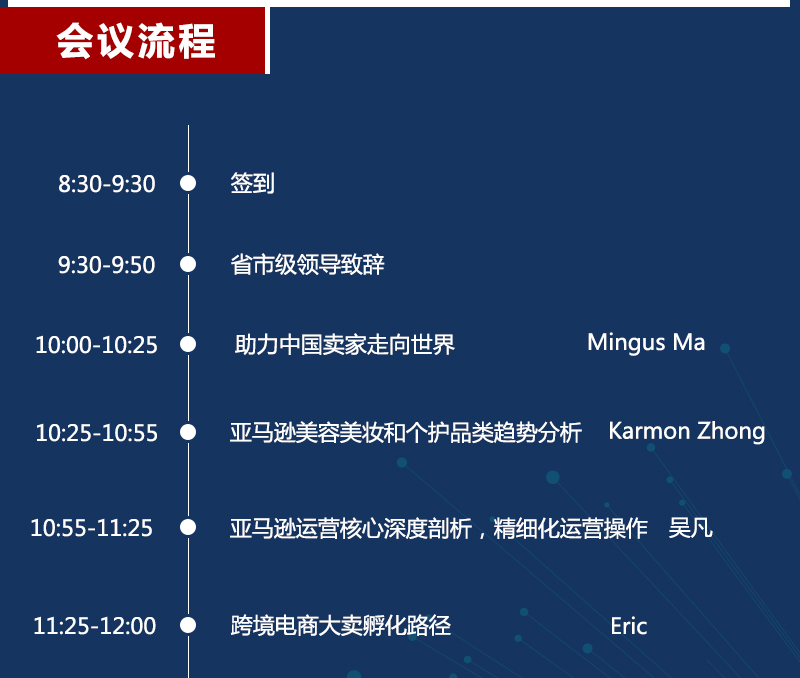 会议流程
8:30-9:30 签到
9:30-9:50 省市级领导致辞
10:00-10:25 助力中国卖家走向世界 Mingus Ma
10:25-10:55 亚马逊美容美妆和个护品类趋势分析 Karmon Zhong
10:55-11:25 亚马逊运营核心深度剖析，精细化运营操作 吴凡
11:25-12:00 跨境电商大卖孵化路径 Eric